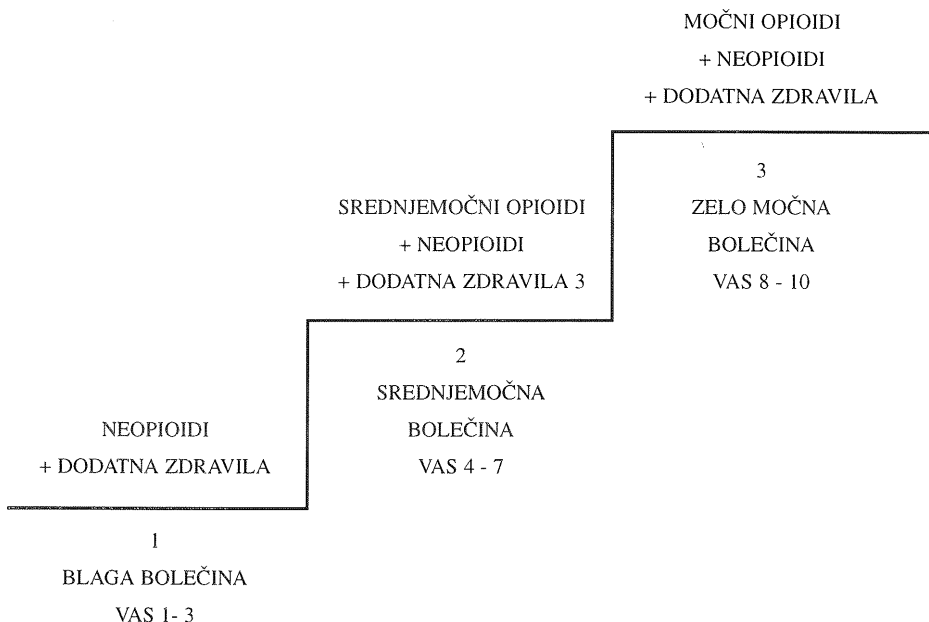 MOČNI OPIOIDI
+ NEOPIOIDI
+ DODATNA ZDRAVILA
3
ZELO MOČNA
BOLEČINA
VAS 8 - 10
SREDNJEMOČNI OPIOIDI
+ NEOPIOIDI
+ DODATNA ZDRAVILA 3
2
SREDNJEMOČNA
BOLEČINA
VAS 4 - 7
NEOPIOIDI
+ DODATNA ZDRAVILA
1
BLAGA BOLEČINA
VAS 1- 3